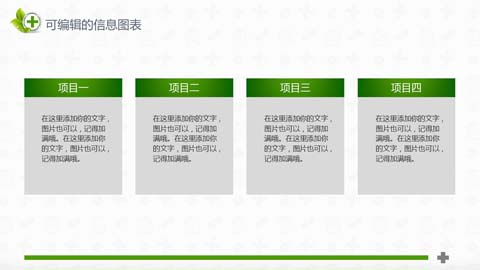 可编辑的信息图表
项目一
在这里添加你的文字，
图片也可以，记得加
满哦。在这里添加你
的文字，图片也可以，
记得加满哦。
项目二
在这里添加你的文字，
图片也可以，记得加
满哦。在这里添加你
的文字，图片也可以，
记得加满哦。
项目三
在这里添加你的文字，
图片也可以，记得加
满哦。在这里添加你
的文字，图片也可以，
记得加满哦。
项目四
在这里添加你的文字，
图片也可以，记得加
满哦。在这里添加你
的文字，图片也可以，
记得加满哦。